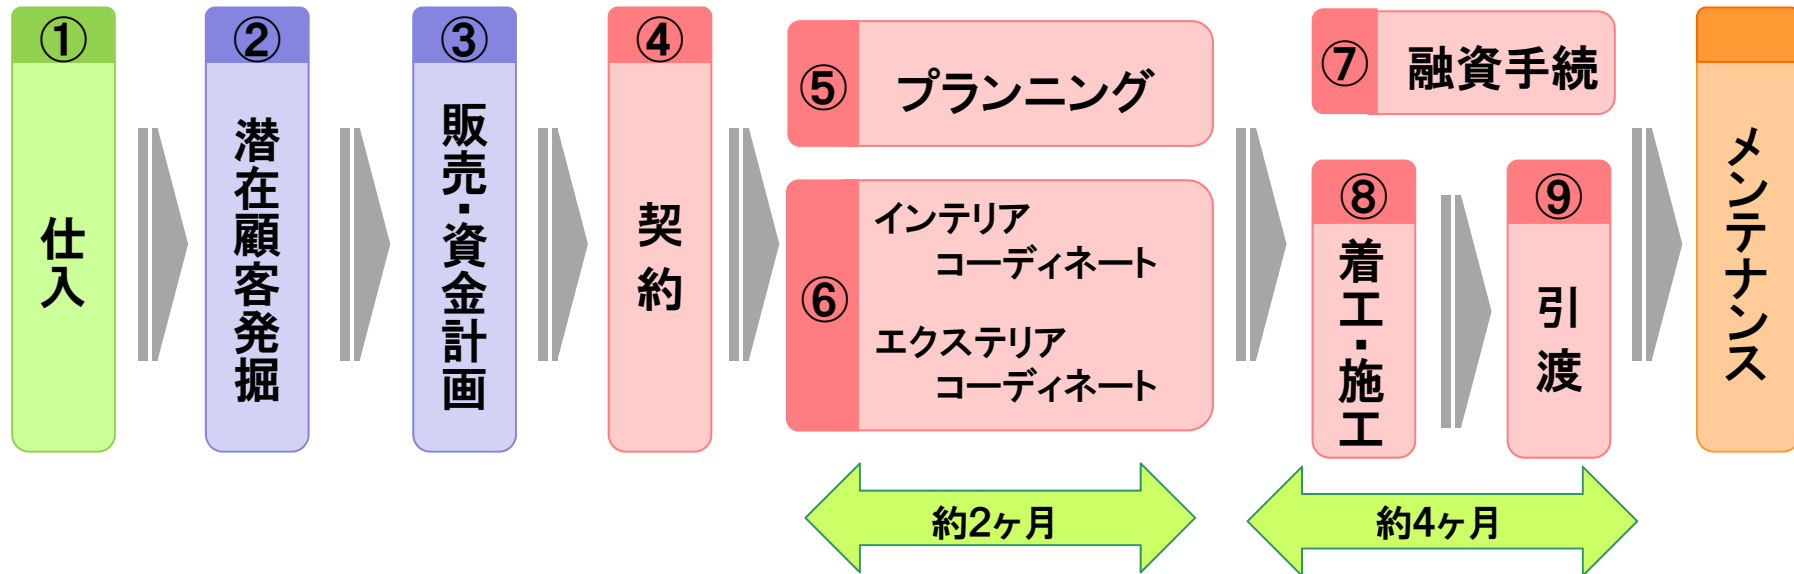 ①
仕入
②
潜在顧客発掘
③
販売・資金計画
④
契約
⑤
プランニング
⑥
インテリア
コーディネート
エクステリア
コーディネート
約2ヶ月
⑦
融資手続
⑧
着工・施工
⑨
引渡
約4ヶ月
メンテナンス